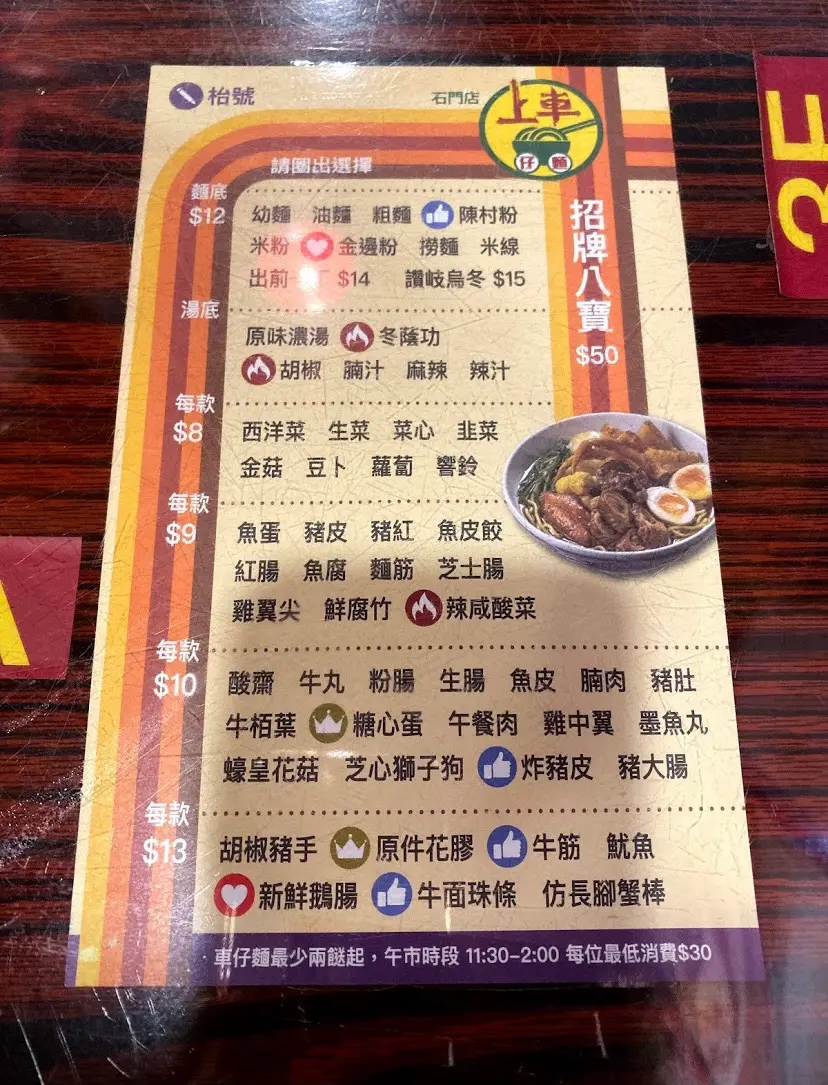 枱號
石門店
上車
仔麵
請圈出選擇
招牌八寶
$50
麵底
$12
幼麵 油麵 粗麵 陳村粉
米粉 金邊粉 撈麵 米線
出前一丁 $14 讚岐烏冬 $15
湯底
原味濃湯 冬蔭功
胡椒 腩汁 麻辣 辣汁
每款
$8
西洋菜 生菜 菜心 韭菜
金菇 豆卜 蘿蔔 響鈴
每款
$9
魚蛋 豬皮 豬紅 魚皮餃
紅腸 魚腐 麵筋 芝士腸
雞翼尖 鮮腐竹 辣咸酸菜
每款
$10
酸齋 牛丸 粉腸 生腸 魚皮 腩肉 豬肚
牛栢葉 糖心蛋 午餐肉 雞中翼 墨魚丸
蠔皇花菇 芝心獅子狗 炸豬皮 豬大腸
每款
$13
胡椒豬手 原件花膠 牛筋 魷魚
新鮮鵝腸 牛面珠條 仿長腳蟹棒
車仔麵最少兩餸起，午市時段 11:30-2:00 每位最低消費$30
3F
A